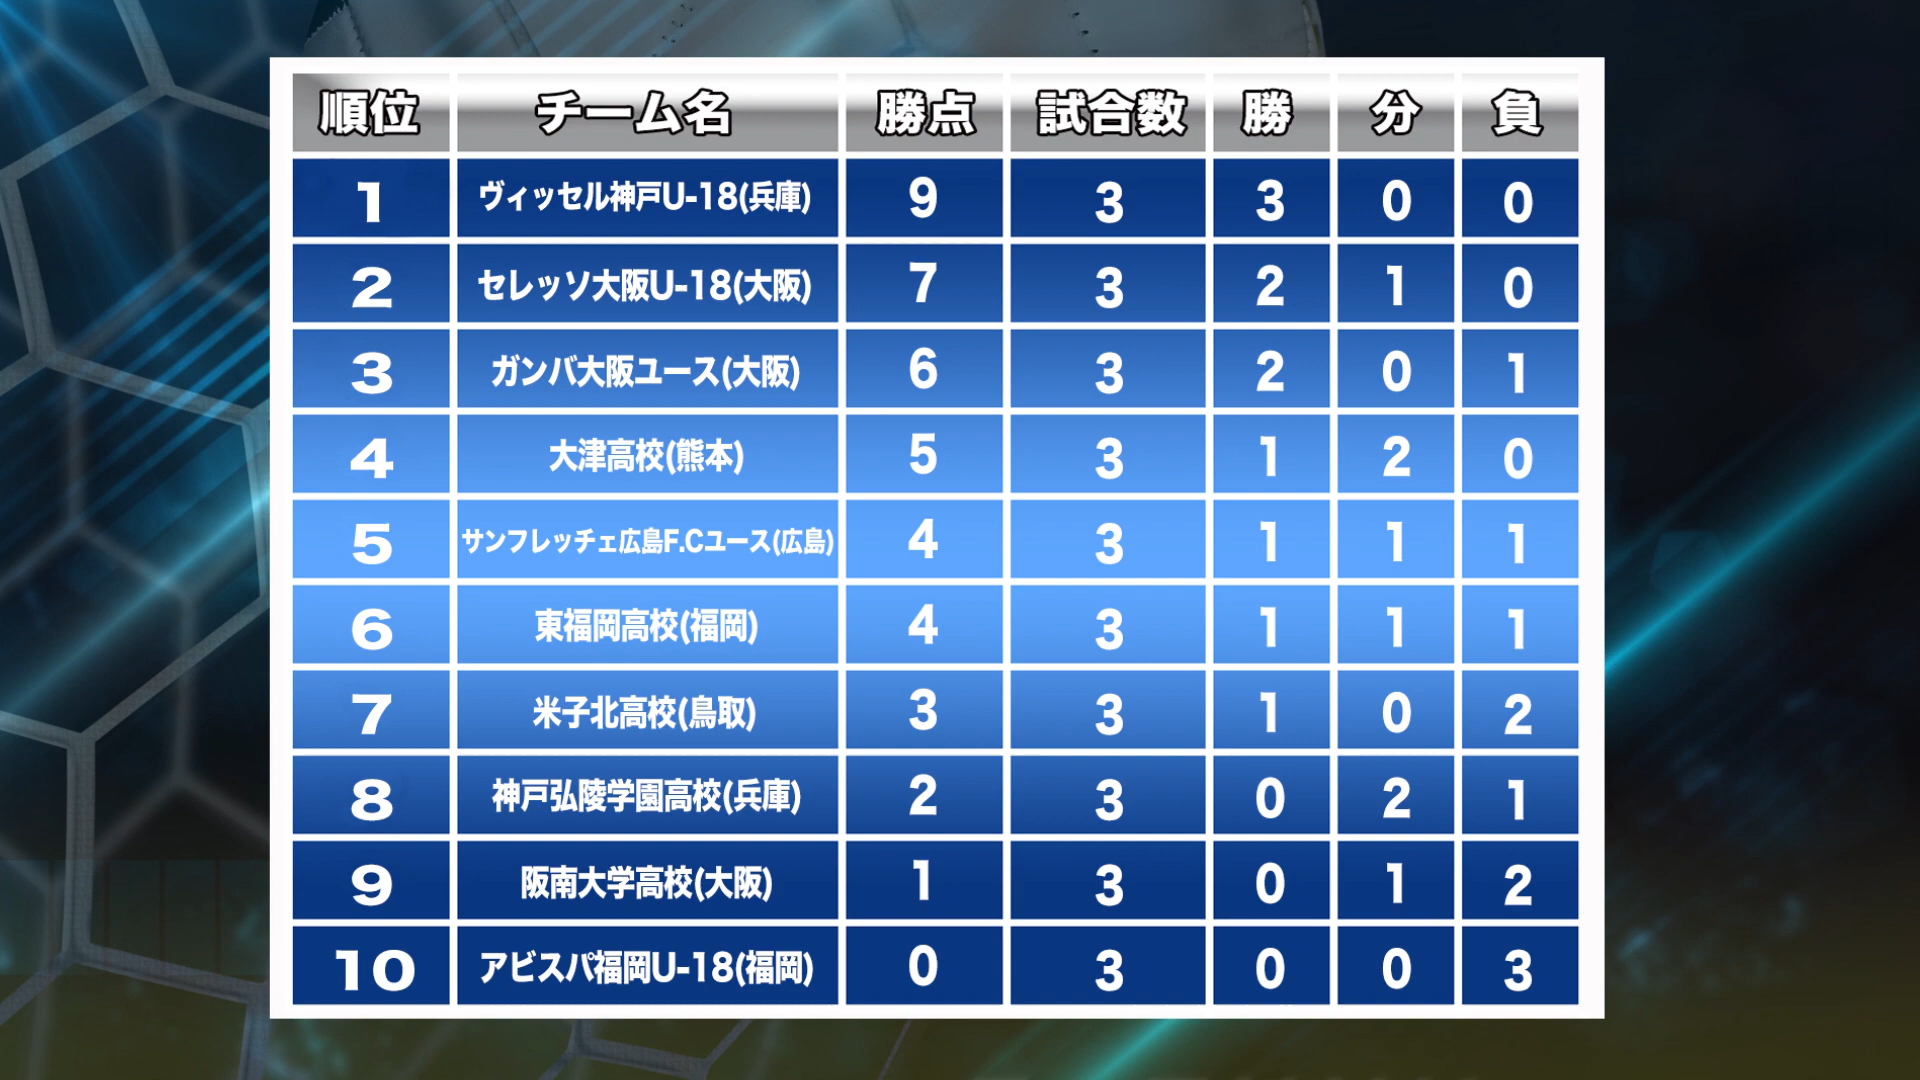 順位 チーム名 勝点 試合数 勝 分 負
1 ヴィッセル神戸U-18(兵庫) 9 3 3 0 0
2 セレッソ大阪U-18(大阪) 7 3 2 1 0
3 ガンバ大阪ユース(大阪) 6 3 2 0 1
4 大津高校(熊本) 5 3 1 2 0
5 サンフレッチェ広島F.Cユース(広島) 4 3 1 1 1
6 東福岡高校(福岡) 4 3 1 1 1
7 米子北高校(鳥取) 3 3 1 0 2
8 神戸弘陵学園高校(兵庫) 2 3 0 2 1
9 阪南大学高校(大阪) 1 3 0 1 2
10 アビスパ福岡U-18(福岡) 0 3 0 0 3